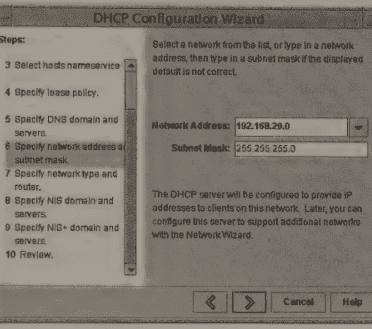 DHCP Configuration Wizard
Steps:
3 Select hosts nameservice
4 Specify lease policy.
5 Specify DNS domain and
servers.
6 Specify network address a
subnet mask.
7 Specify network type and
router.
8 Specify NIS domain and
servers.
9 Specify NIS+ domain and
servers.
10 Review.
Select a network from the list, or type in a network
address, then type in a subnet mask if the displayed
default is not correct.
Network Address: 192.168.29.0
Subnet Mask: 255.255.255.0
The DHCP server will be configured to provide IP
addresses to clients on this network. Later, you can
configure this server to support additional networks
with the Network Wizard.
Cancel
Help